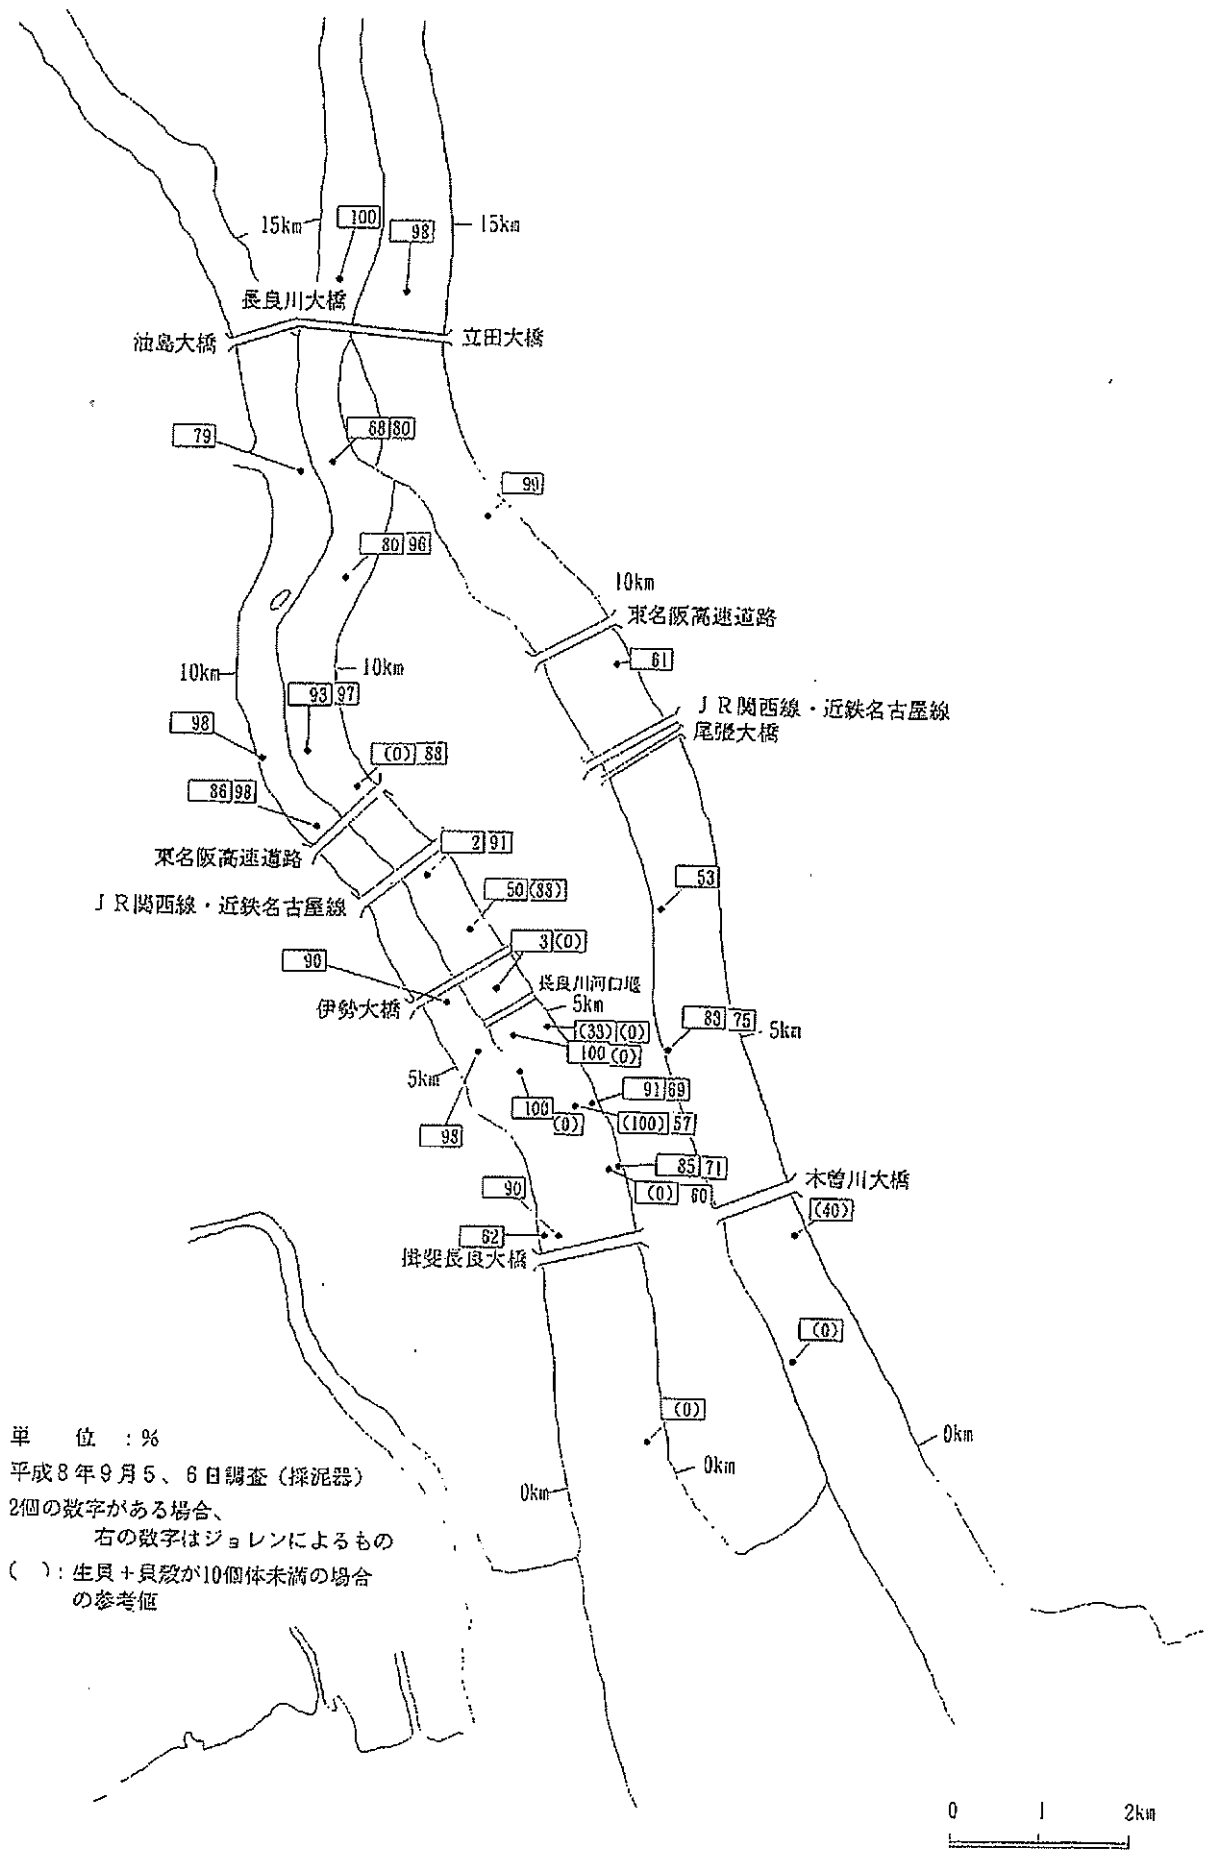 15km
100
98
15km
長良川大橋
油島大橋
立田大橋
79
68 80
99
80 96
10km
東名阪高速道路
61
10km
10km
93 97
JR関西線・近鉄名古屋線
尾張大橋
98
(0) 88
86 98
東名阪高速道路
2 91
53
JR関西線・近鉄名古屋線
50 (88)
3 (0)
90
長良川河口堰
伊勢大橋
5km
75
5km
(33) (0)
100 (0)
5km
91 69
100 (0)
(100) 57
98
85 71
木曽川大橋
90
(0) 60
(40)
62
揖斐長良大橋
(0)
(0)
0km
0km
0km
単 位 :%
平成8年9月5、6日調査(採泥器)
2個の数字がある場合、
右の数字はジョレンによるもの
( ):生貝+貝殻が10個体未満の場合
の参考値
0 1 2km